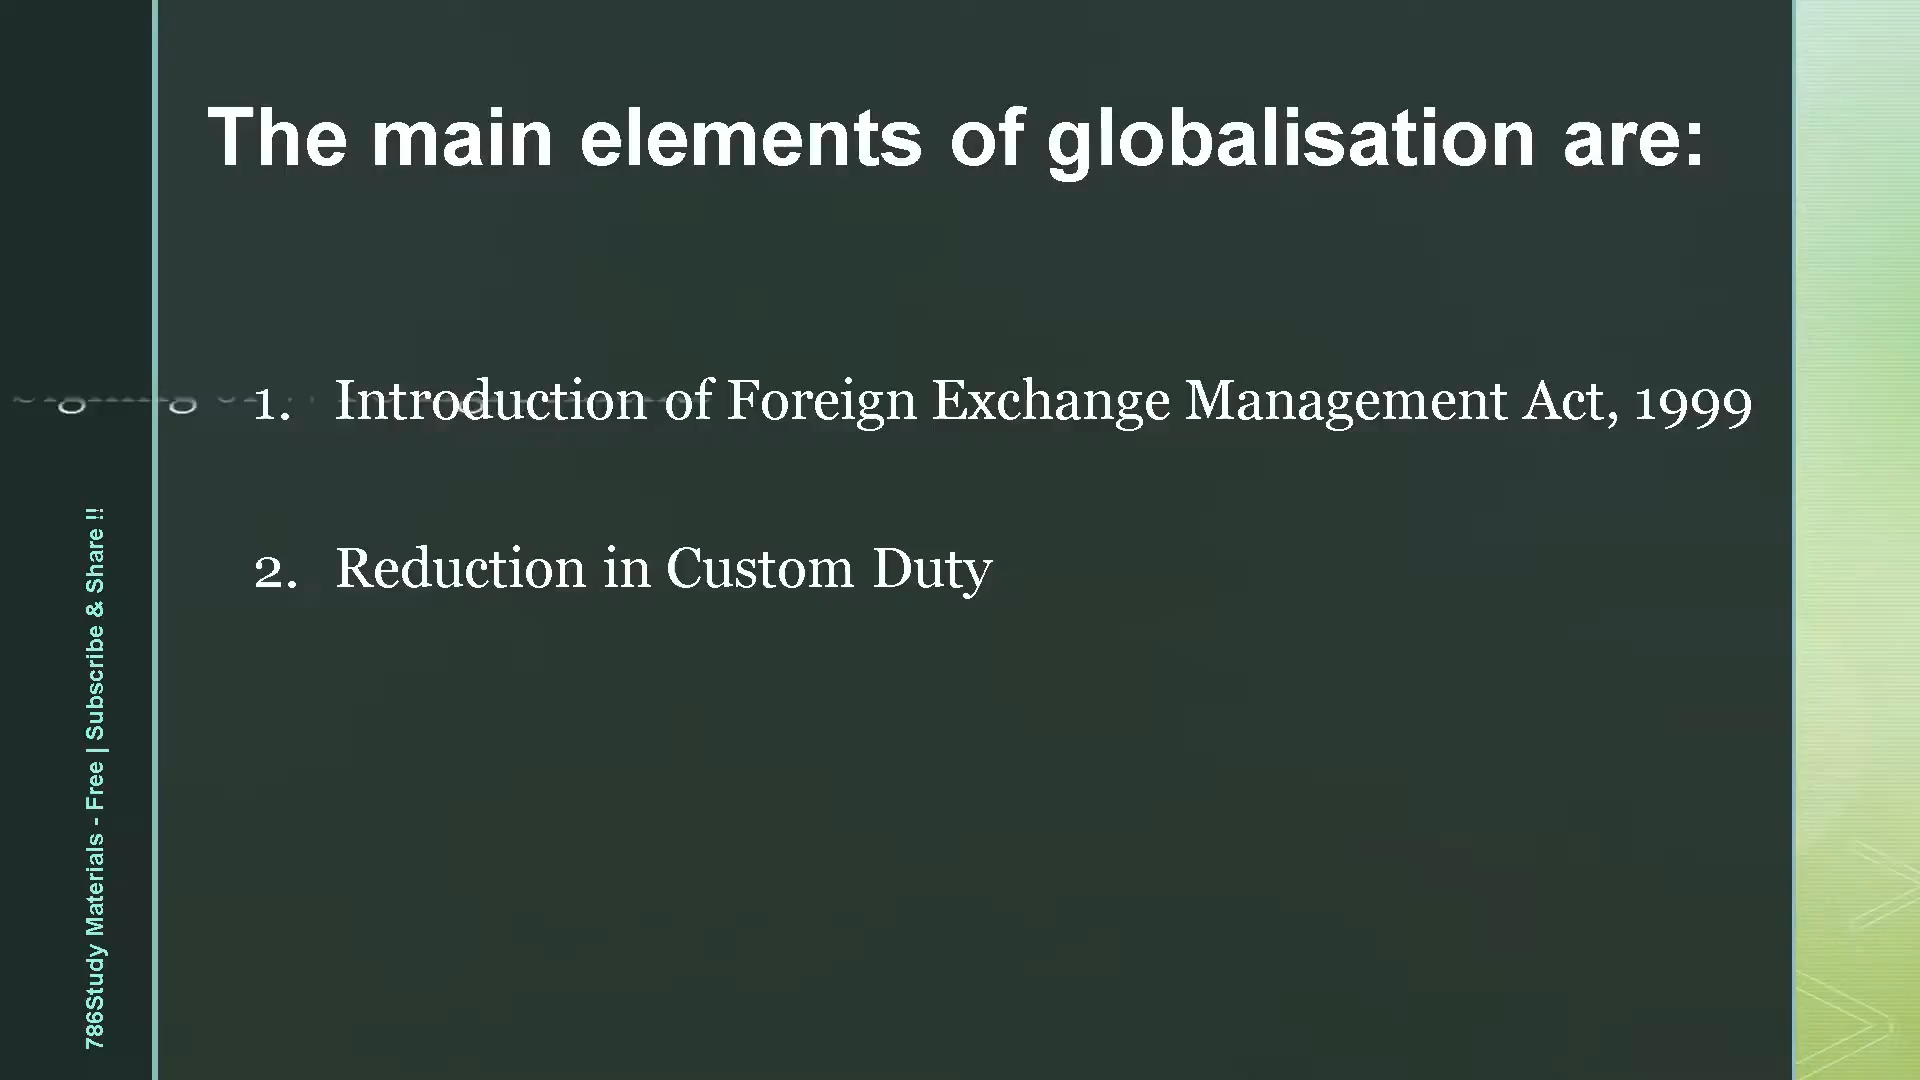 The main elements of globalisation are:
1. Introduction of Foreign Exchange Management Act, 1999
2. Reduction in Custom Duty
786Study Materials - Free | Subscribe & Share !!